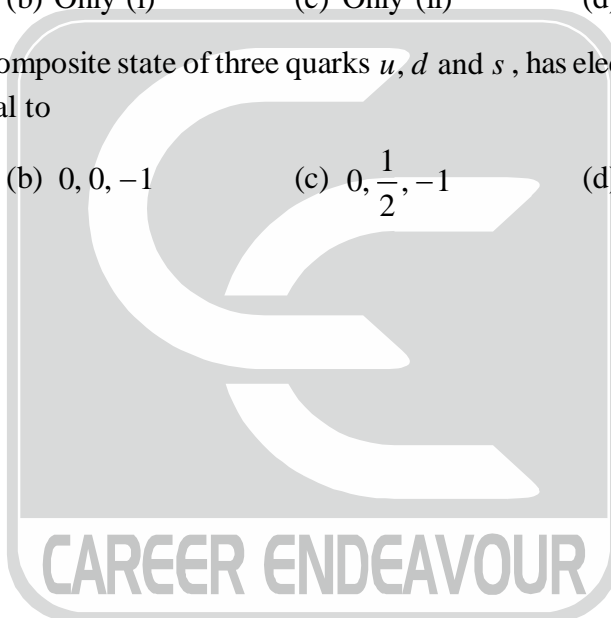 (b) Only (i) (c) Only (ii) (d)
omposite state of three quarks u, d and s , has elec
al to
(b) 0, 0, −1 (c) 0, 1/2, −1 (d)
CAREER ENDEAVOUR